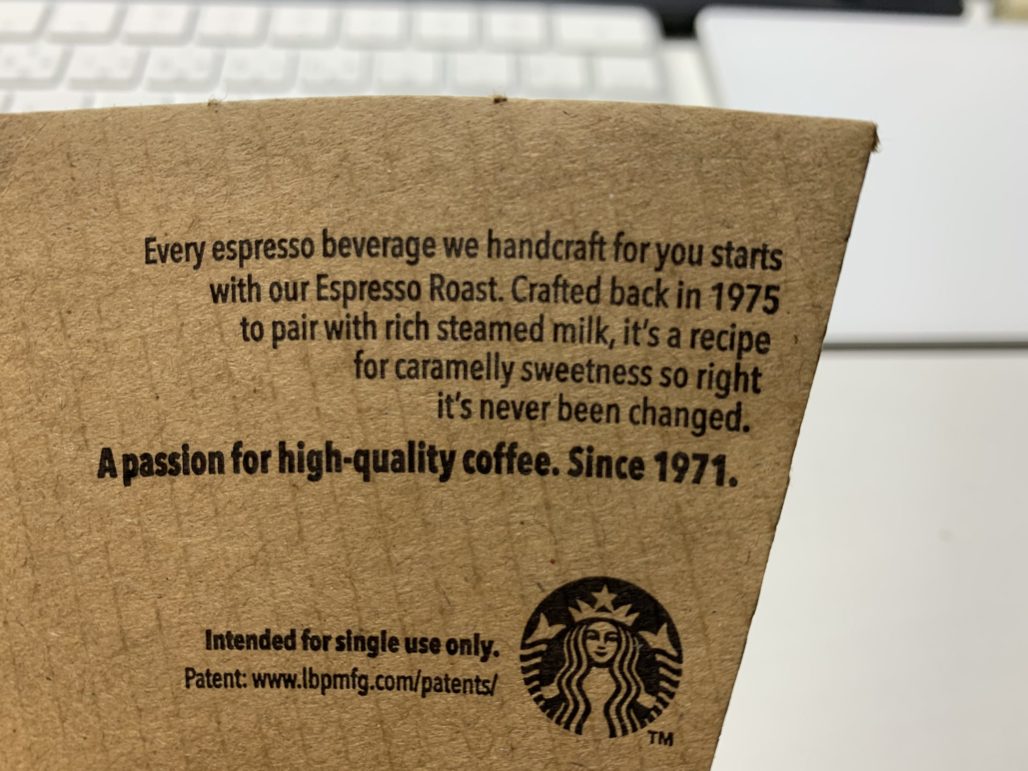 Every espresso beverage we handcraft for you starts
with our Espresso Roast. Crafted back in 1975
to pair with rich steamed milk, it's a recipe
for caramelly sweetness so right
it's never been changed.
A passion for high-quality coffee. Since 1971.
Intended for single use only.
Patent: www.lbpmfg.com/patents/
TM